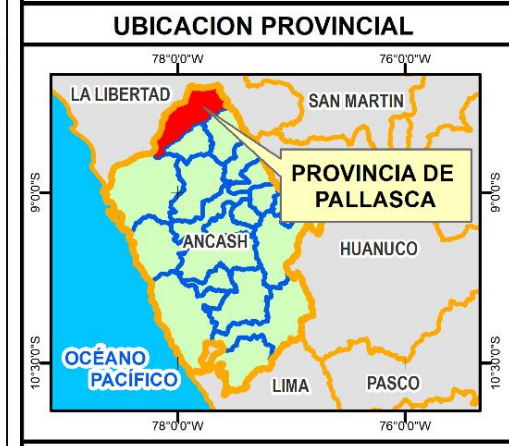 UBICACION PROVINCIAL
78°0'0"W
76°0'0"W
LA LIBERTAD
SAN MARTIN
PROVINCIA DE
PALLASCA
9°0'0"S
9°0'0"S
ANCASH
HUANUCO
OCÉANO
PACÍFICO
10°30'0"S
10°30'0"S
LIMA
PASCO
78°0'0"W
76°0'0"W